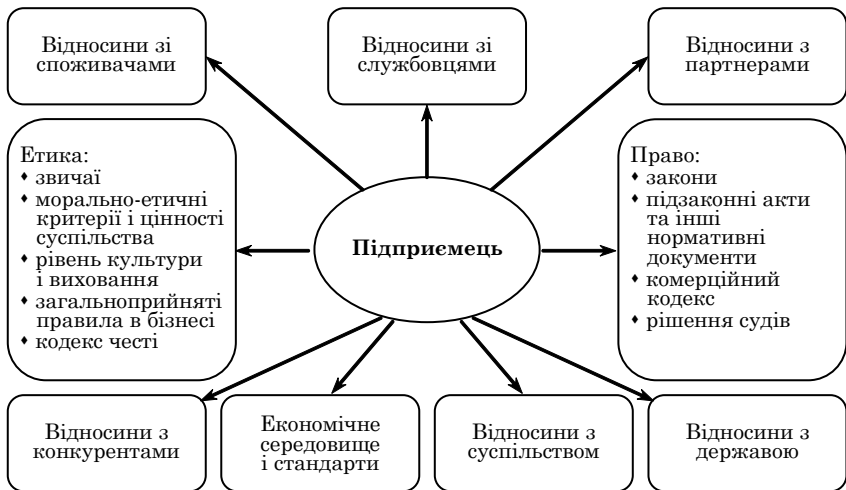 Відносини зі
споживачами
Відносини зі
службовцями
Відносини з
партнерами
Етика:
• звичаї
• морально-етичні
критерії і цінності
суспільства
• рівень культури
і виховання
• загальноприйняті
правила в бізнесі
• кодекс честі
Підприємець
Право:
• закони
• підзаконні акти
та інші
нормативні
документи
• комерційний
кодекс
• рішення судів
Відносини з
конкурентами
Економічне
середовище
і стандарти
Відносини з
суспільством
Відносини з
державою